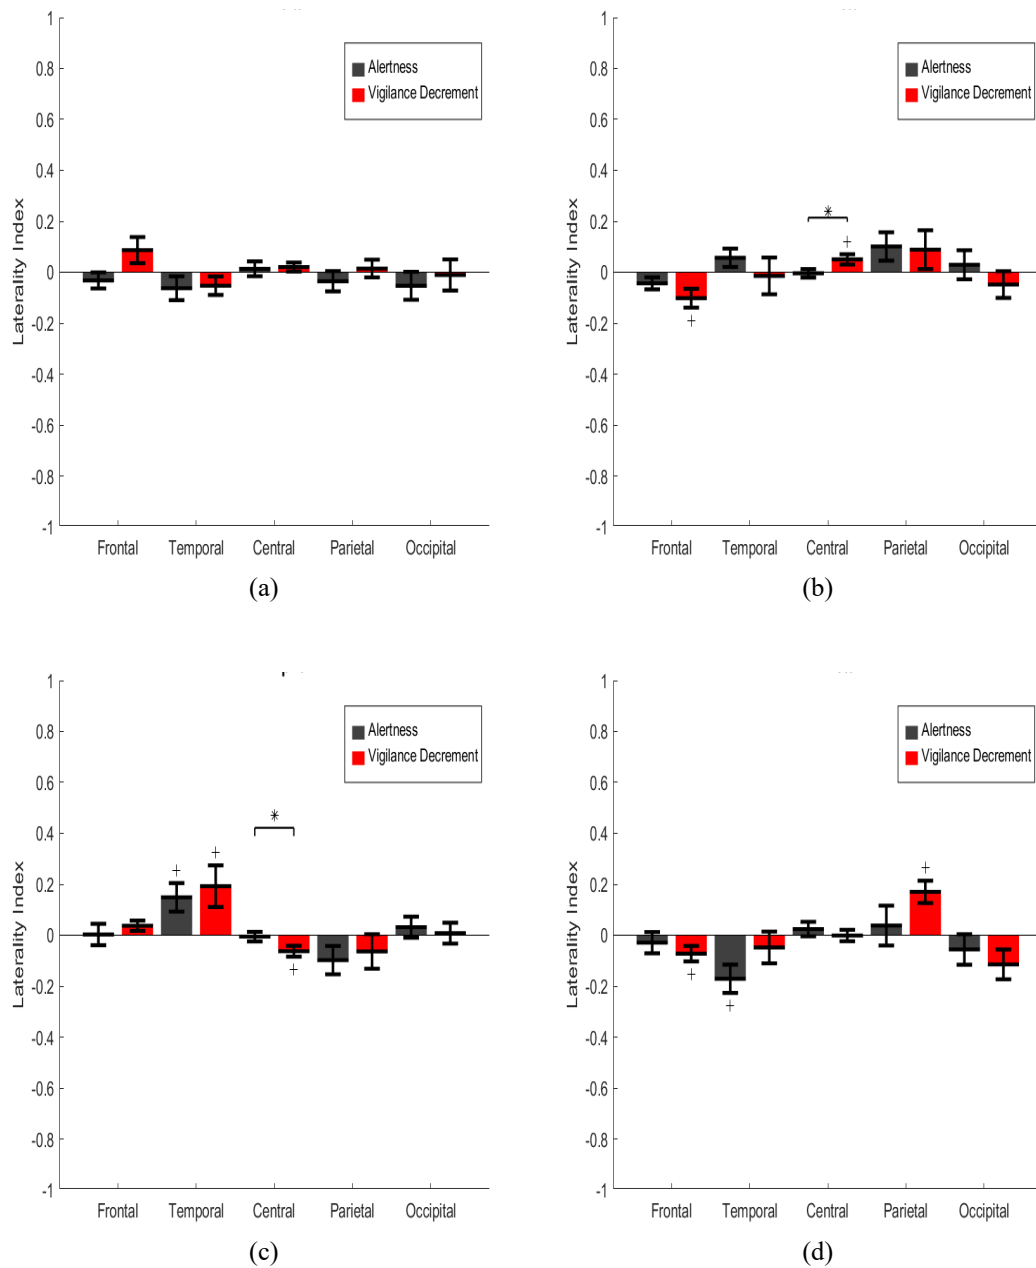 1
0.8
0.6
0.4
0.2
0
-0.2
-0.4
-0.6
-0.8
-1
Laterality Index
Alertness
Vigilance Decrement
*
+
Frontal Temporal Central Parietal Occipital
(a)
1
0.8
0.6
0.4
0.2
0
-0.2
-0.4
-0.6
-0.8
-1
Laterality Index
Alertness
Vigilance Decrement
+
Frontal Temporal Central Parietal Occipital
(b)
1
0.8
0.6
0.4
0.2
0
-0.2
-0.4
-0.6
-0.8
-1
Laterality Index
Alertness
Vigilance Decrement
*
+ +
+
Frontal Temporal Central Parietal Occipital
(c)
1
0.8
0.6
0.4
0.2
0
-0.2
-0.4
-0.6
-0.8
-1
Laterality Index
Alertness
Vigilance Decrement
+
+
+
Frontal Temporal Central Parietal Occipital
(d)